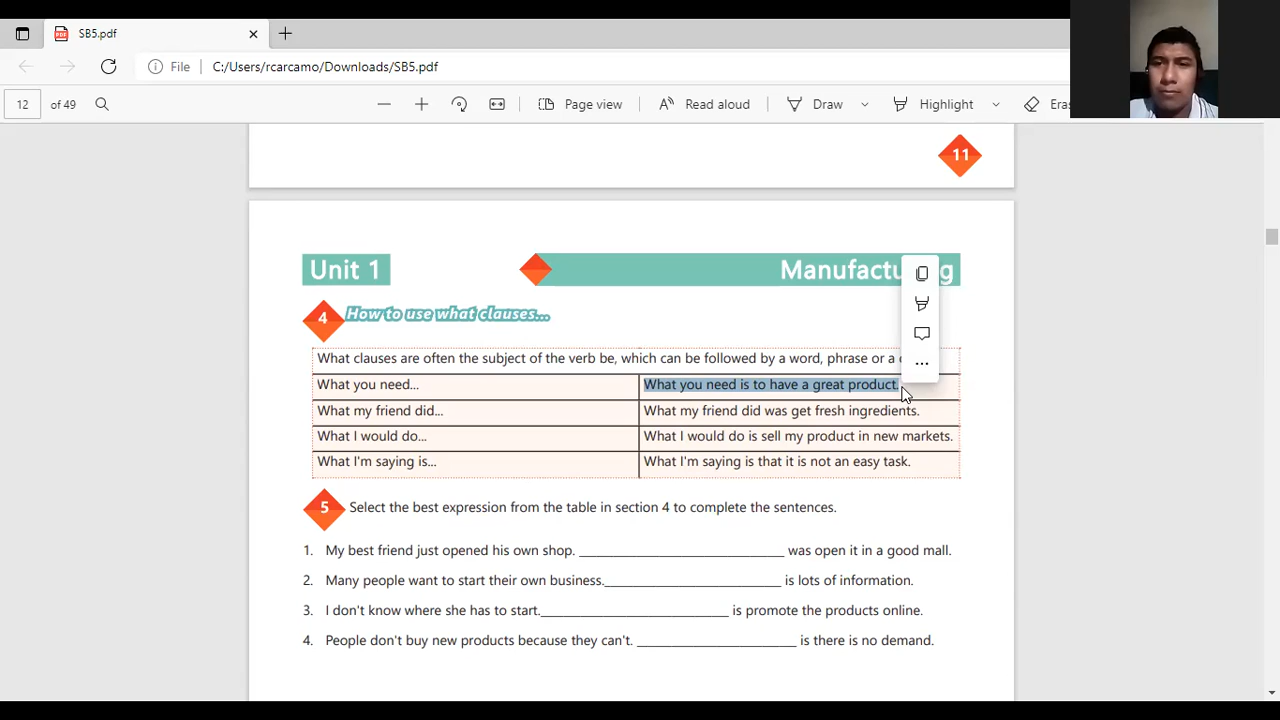 SB5.pdf
File C:/Users/rcarcamo/Downloads/SB5.pdf
12 of 49 Page view Read aloud Draw Highlight
11
Unit 1
4 How to use what clauses...
What clauses are often the subject of the verb be, which can be followed by a word, phrase or a
What you need... What you need is to have a great product.
What my friend did... What my friend did was get fresh ingredients.
What I would do... What I would do is sell my product in new markets.
What I'm saying is... What I'm saying is that it is not an easy task.
5 Select the best expression from the table in section 4 to complete the sentences.
1. My best friend just opened his own shop. ____________________________ was open it in a good mall.
2. Many people want to start their own business.________________________ is lots of information.
3. I don't know where she has to start.__________________________ is promote the products online.
4. People don't buy new products because they can't. ______________________ is there is no demand.